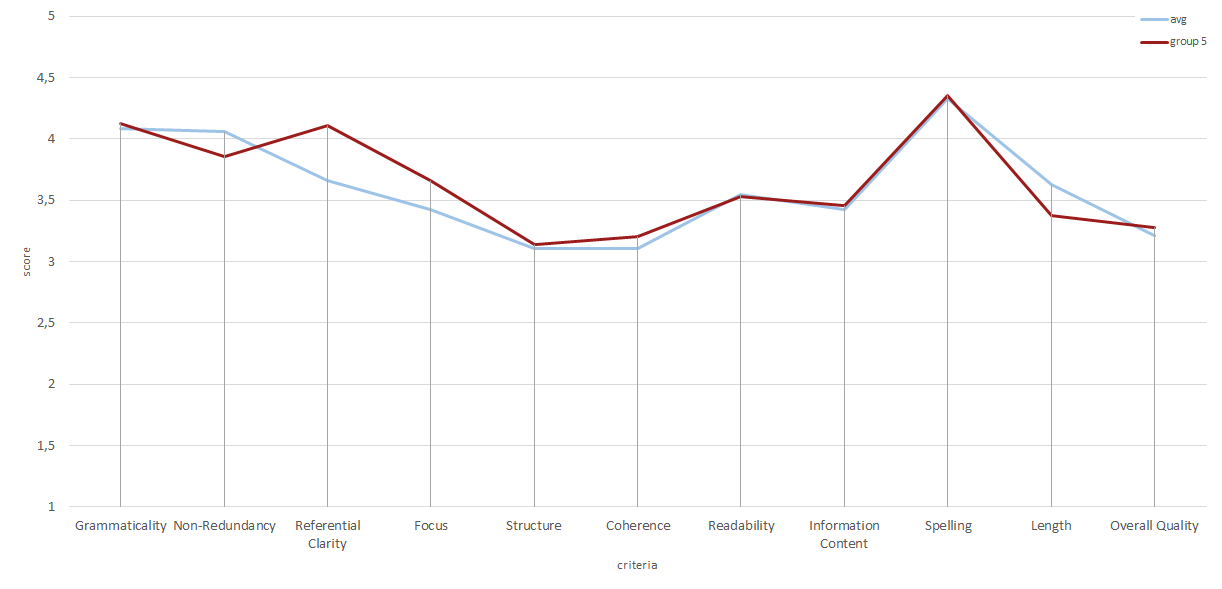 5
avg
group 5
4,5
4
3,5
3
2,5
2
1,5
1
score
Grammaticality Non-Redundancy Referential Focus Structure Coherence Readability Information Spelling Length Overall Quality
Clarity Content
criteria